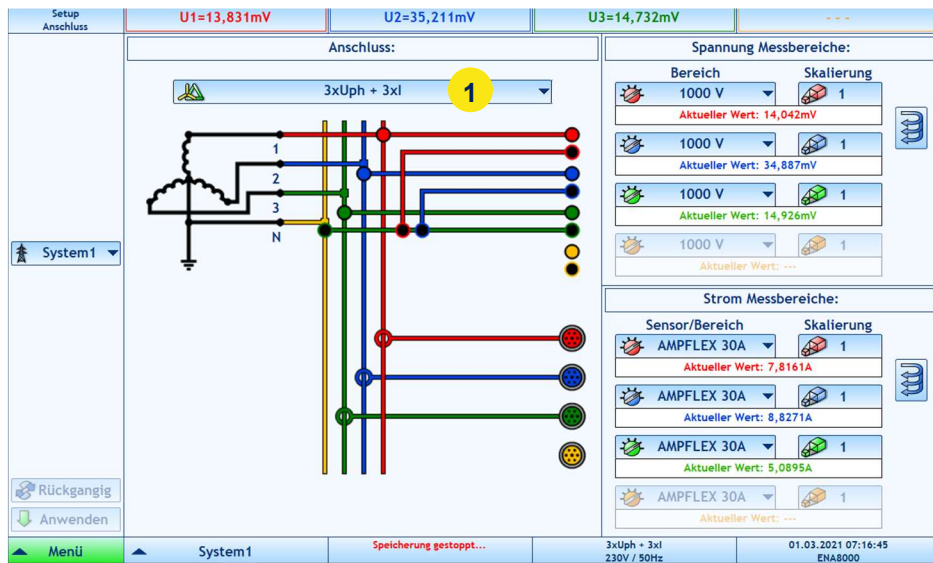 Setup
Anschluss
U1=13,831mV
U2=35,211mV
U3=14,732mV
---
Anschluss:
3xUph + 3xI
1
1
2
3
N
System1
Rückgangig
Anwenden
Spannung Messbereiche:
Bereich Skalierung
1000 V 1
Aktueller Wert: 14,042mV
1000 V 1
Aktueller Wert: 34,887mV
1000 V 1
Aktueller Wert: 14,926mV
1000 V 1
Aktueller Wert: ---
Strom Messbereiche:
Sensor/Bereich Skalierung
AMPFLEX 30A 1
Aktueller Wert: 7,8161A
AMPFLEX 30A 1
Aktueller Wert: 8,8271A
AMPFLEX 30A 1
Aktueller Wert: 5,0895A
AMPFLEX 30A 1
Aktueller Wert: ---
Menü
System1
Speicherung gestoppt...
3xUph + 3xI
230V / 50Hz
01.03.2021 07:16:45
ENA8000